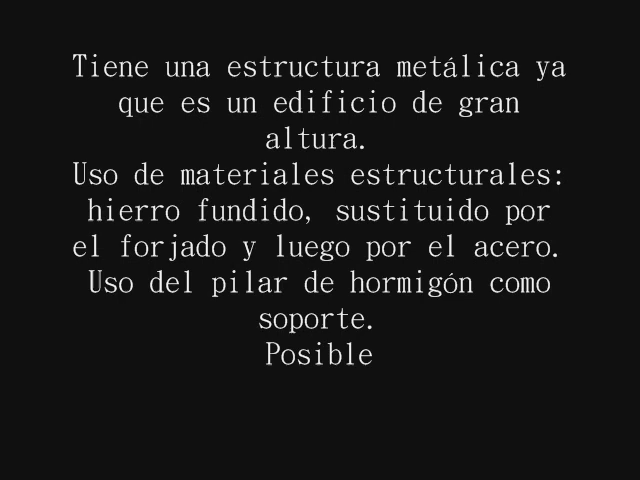 Tiene una estructura metálica ya
que es un edificio de gran
altura.
Uso de materiales estructurales:
hierro fundido, sustituido por
el forjado y luego por el acero.
Uso del pilar de hormigón como
soporte.
Posible